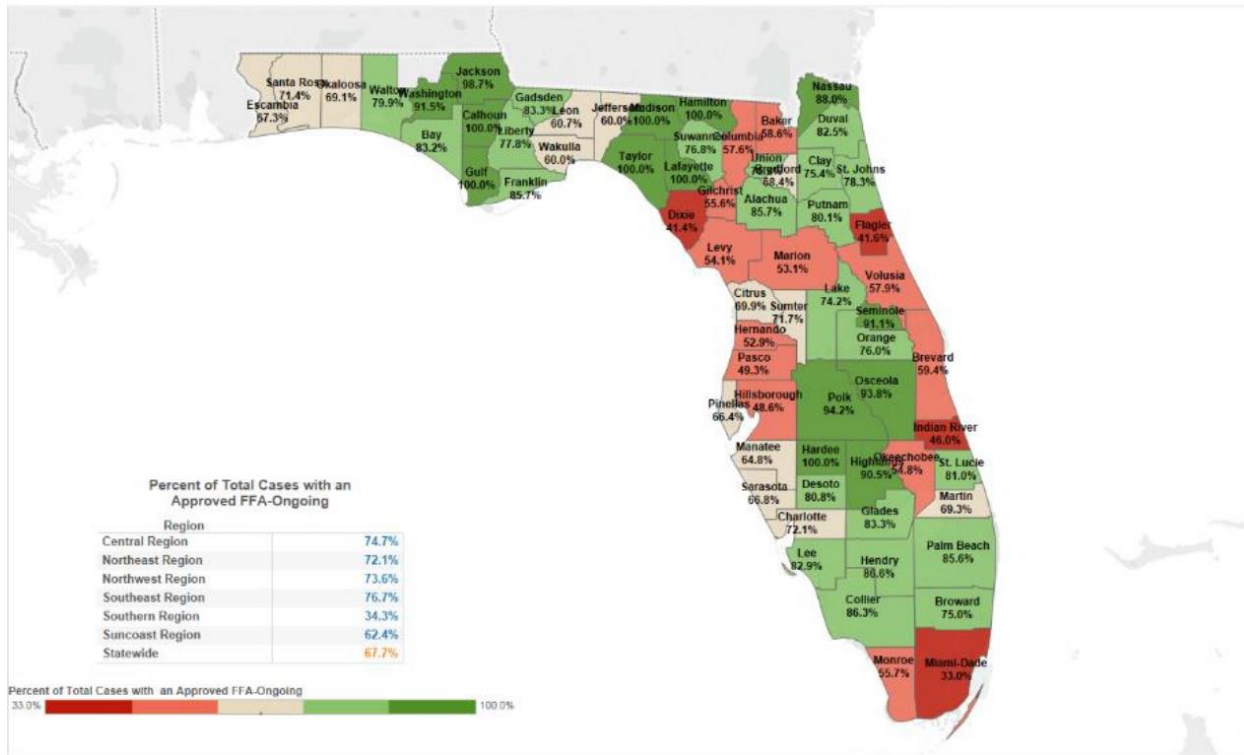 Jackson
98.7%
Santa Rosa
71.4%
Okaloosa
69.1%
Walton
79.9%
Washington
91.5%
Escambia
67.3%
Calhoun
100.0%
Bay
83.2%
Gulf
100.0%
Gadsden
83.3%
Liberty
77.8%
Franklin
85.7%
Leon
60.7%
Wakulla
60.0%
Jefferson
60.0%
Madison
100.0%
Hamilton
100.0%
Suwannee
76.8%
Taylor
100.0%
Lafayette
100.0%
Columbia
57.6%
Baker
58.6%
Nassau
88.0%
Duval
82.5%
Union
Bradford
68.4%
Clay
75.4%
St. Johns
78.3%
Gilchrist
55.6%
Alachua
85.7%
Putnam
80.1%
Dixie
41.4%
Flagler
41.6%
Levy
54.1%
Marion
53.1%
Volusia
57.9%
Lake
74.2%
Citrus
69.9%
Sumter
71.7%
Seminole
91.1%
Hernando
52.9%
Orange
76.0%
Pasco
49.3%
Brevard
59.4%
Osceola
93.8%
Polk
94.2%
Hillsborough
48.6%
Pinellas
66.4%
Indian River
46.0%
Manatee
64.8%
Hardee
100.0%
Highlands
90.5%
Okeechobee
54.8%
St. Lucie
81.0%
Sarasota
66.8%
Desoto
80.8%
Martin
69.3%
Charlotte
72.1%
Glades
83.3%
Lee
82.9%
Hendry
86.6%
Palm Beach
85.6%
Collier
86.3%
Broward
75.0%
Monroe
55.7%
Miami-Dade
33.0%
Percent of Total Cases with an
Approved FFA-Ongoing
Region
Central Region 74.7%
Northeast Region 72.1%
Northwest Region 73.6%
Southeast Region 76.7%
Southern Region 34.3%
Suncoast Region 62.4%
Statewide 67.7%
Percent of Total Cases with an Approved FFA-Ongoing
33.0% 100.0%